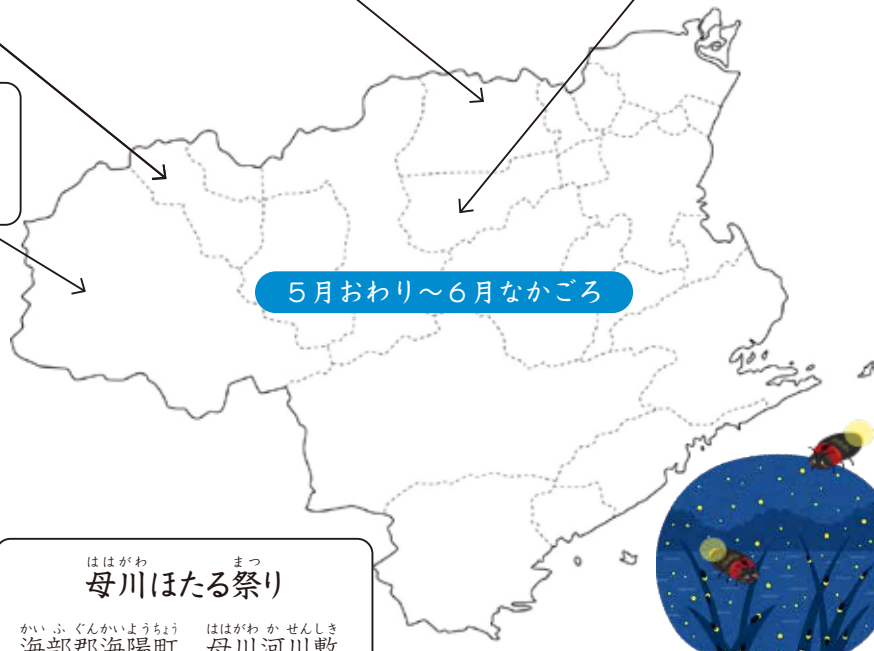 5月おわり～6月なかごろ
ははがわ まつ
母川ほたる祭り
かいふぐんかいようちょう ははがわかせんしき
海部郡海陽町 母川河川敷